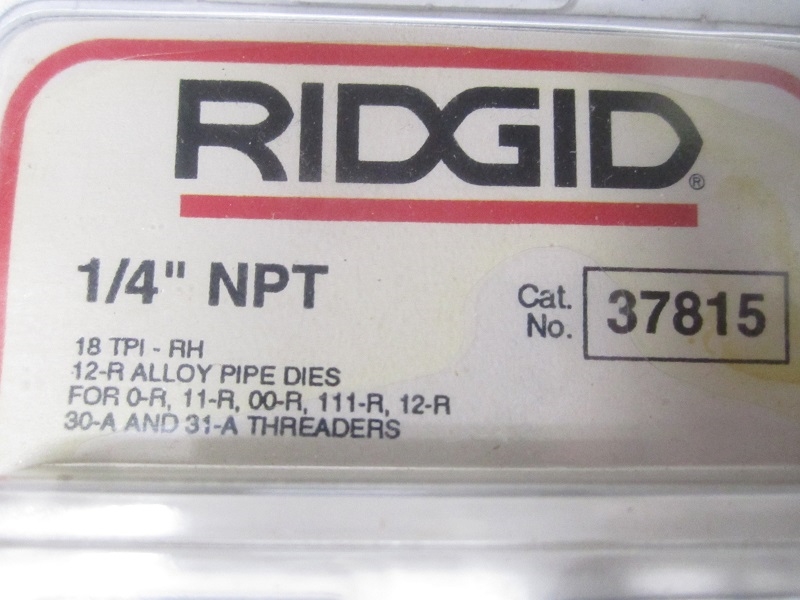 RIDGID®
1/4" NPT
Cat. No. 37815
18 TPI - RH
12-R ALLOY PIPE DIES
FOR 0-R, 11-R, 00-R, 111-R, 12-R
30-A AND 31-A THREADERS